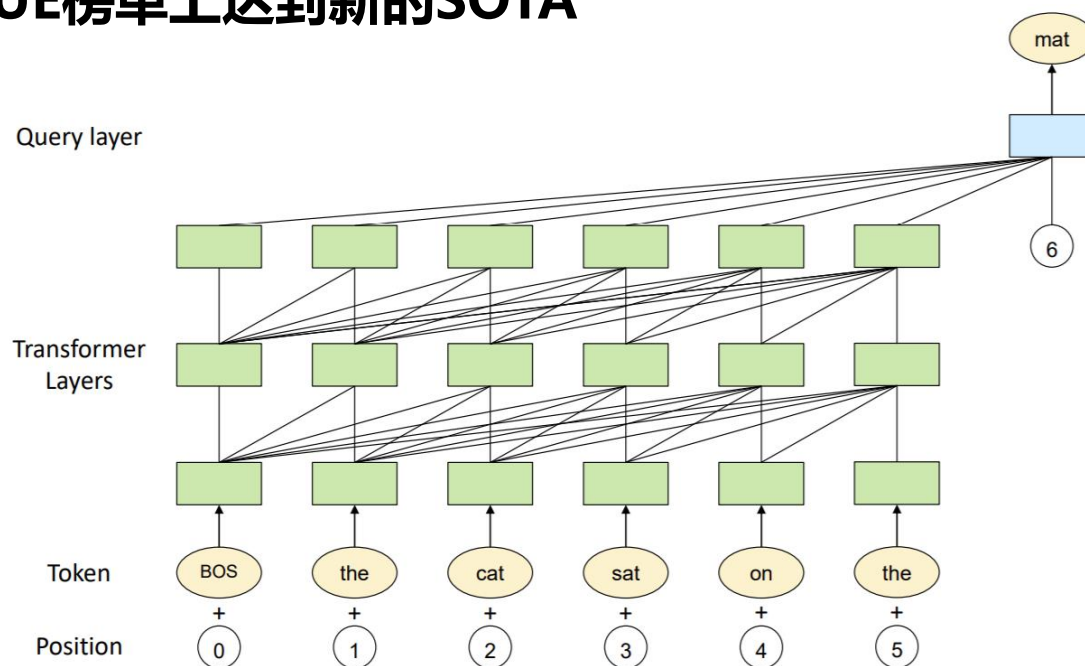 UE榜单上达到新的SOTA
mat
Query layer
6
Transformer
Layers
Token BOS the cat sat on the
+ + + + + +
Position 0 1 2 3 4 5